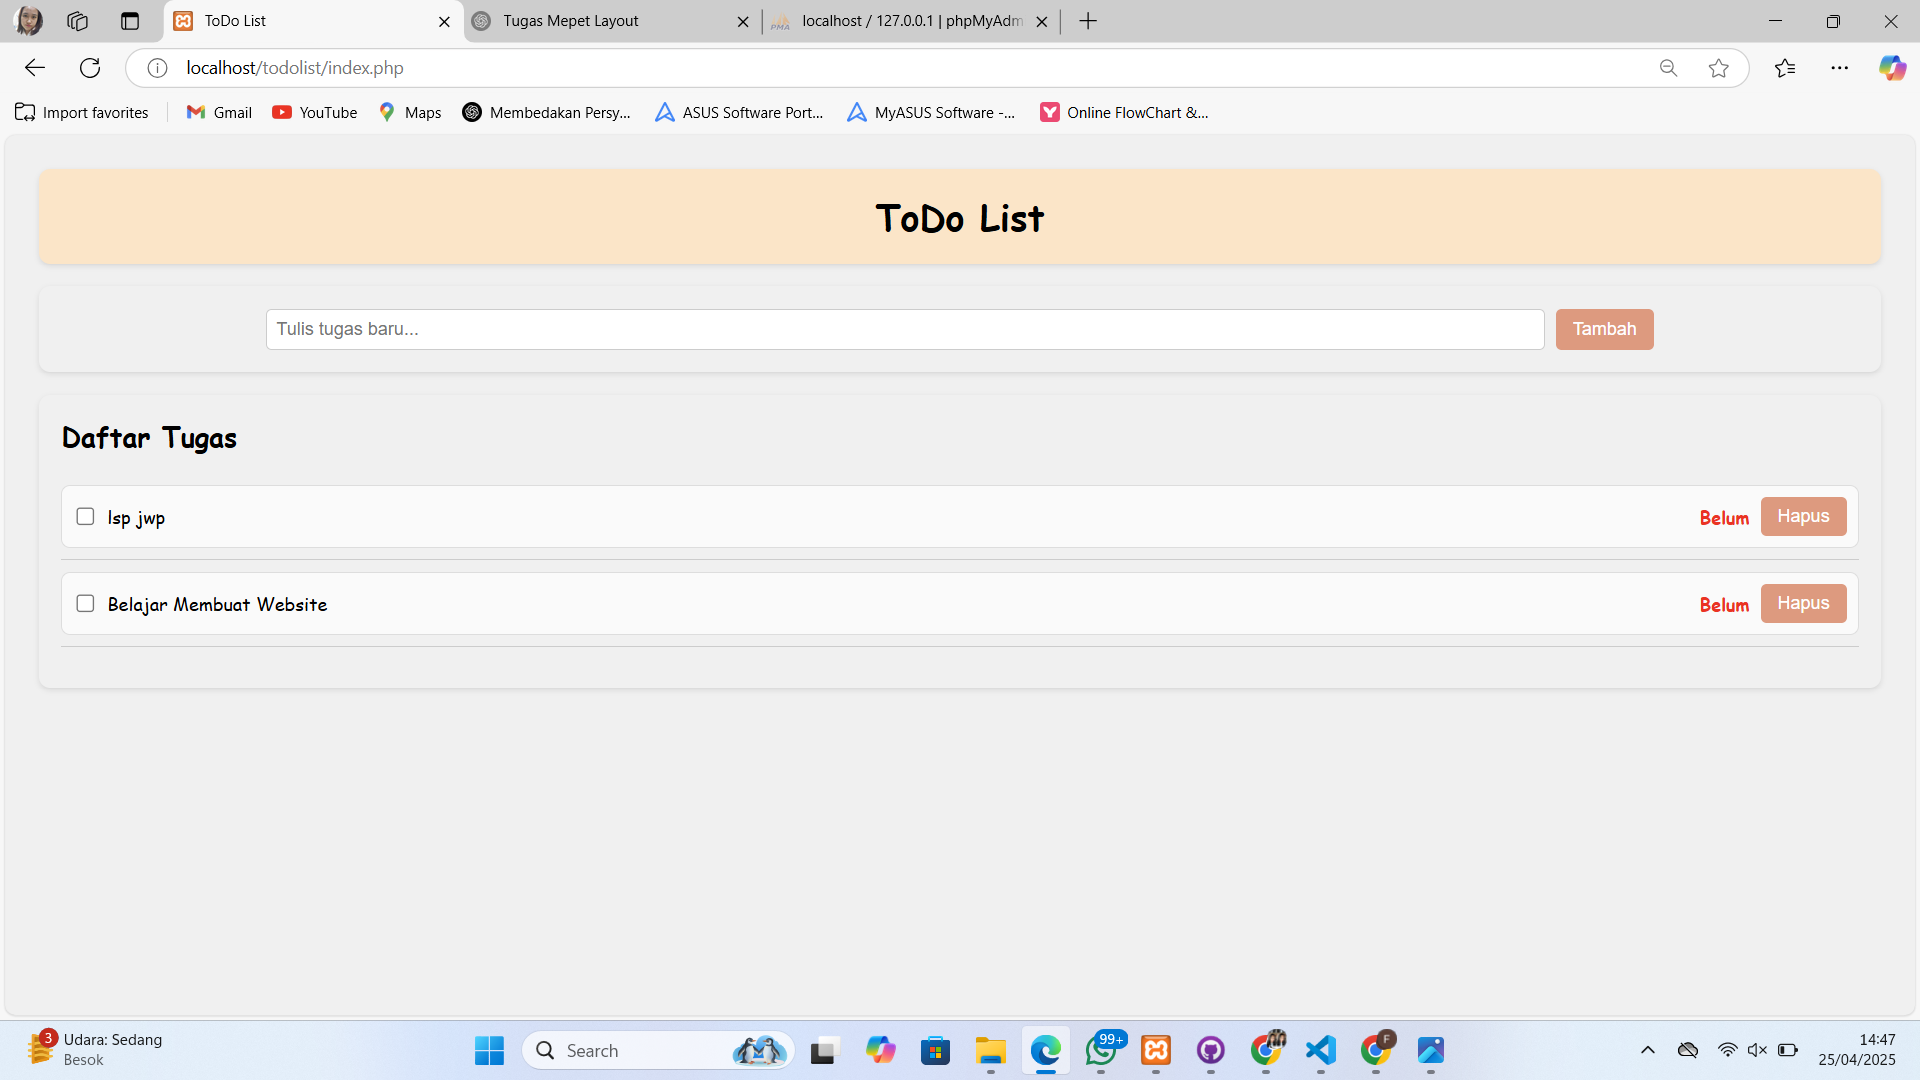 ToDo List
Tugas Mepet Layout
localhost / 127.0.0.1 | phpMyAdm
localhost/todolist/index.php
Import favorites
Gmail
YouTube
Maps
Membedakan Persy...
ASUS Software Port...
MyASUS Software -...
Online FlowChart &...
ToDo List
Tulis tugas baru...
Tambah
Daftar Tugas
lsp jwp
Belum
Hapus
Belajar Membuat Website
Belum
Hapus
3
Udara: Sedang
Besok
Search
99+
F
14:47
25/04/2025